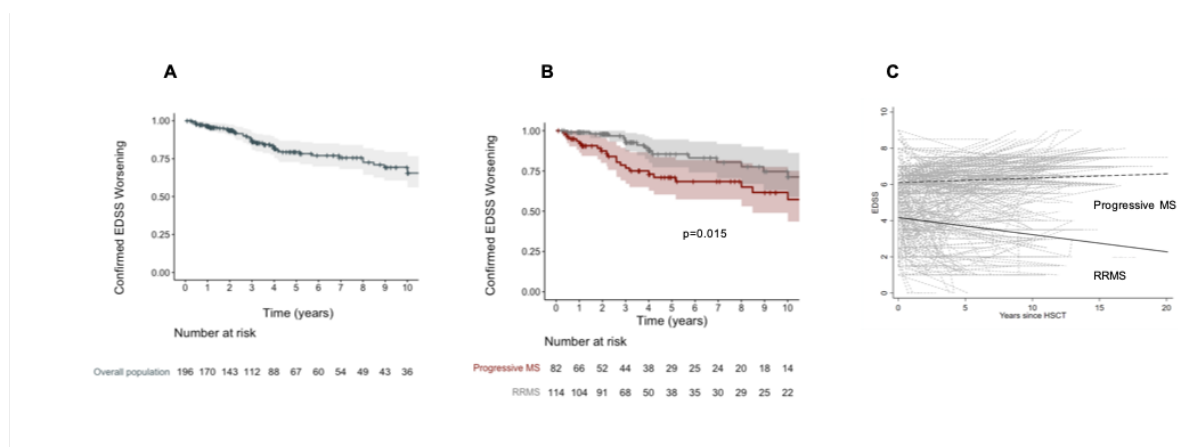 A
Confirmed EDSS Worsening
1.00
0.75
0.50
0.25
0.00
0 1 2 3 4 5 6 7 8 9 10
Time (years)
Number at risk
Overall population 196 170 143 112 88 67 60 54 49 43 36
B
Confirmed EDSS Worsening
1.00
0.75
0.50
0.25
0.00
p=0.015
0 1 2 3 4 5 6 7 8 9 10
Time (years)
Number at risk
Progressive MS 82 66 52 44 38 29 25 24 20 18 14
RRMS 114 104 91 68 50 38 35 30 29 25 22
C
EDSS
10
8
6
4
2
0
Progressive MS
RRMS
0 5 10 15 20
Years since HSCT